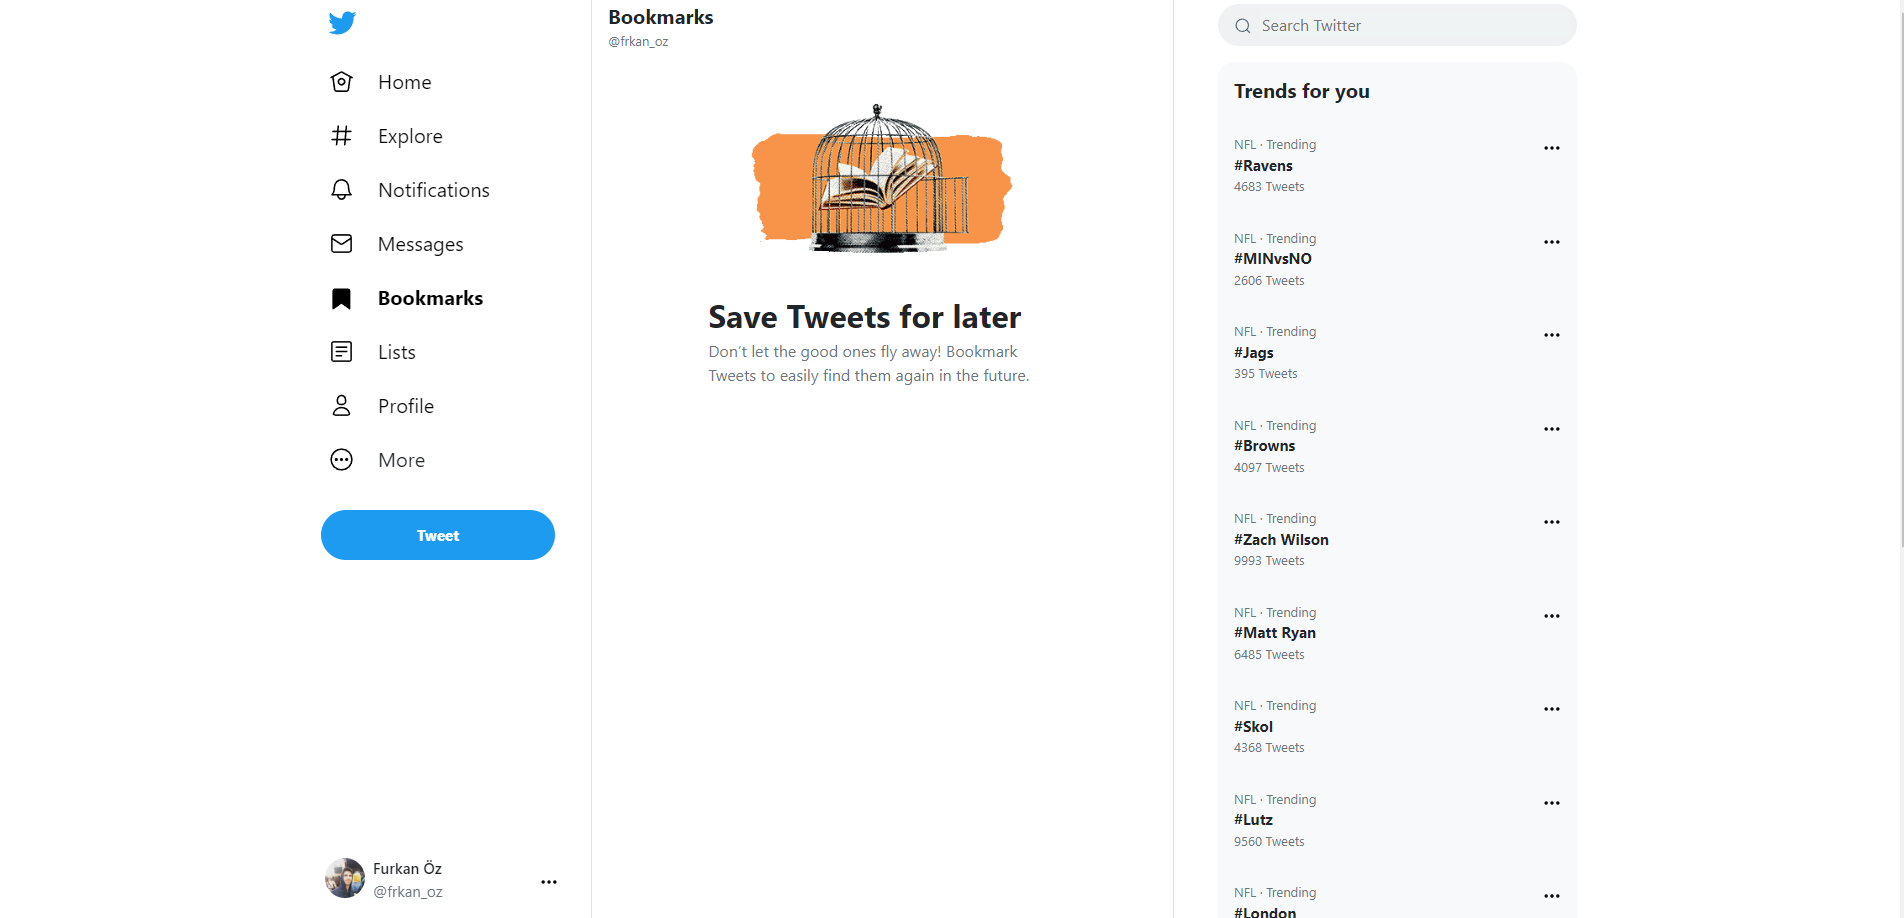 Home
Explore
Notifications
Messages
Bookmarks
Lists
Profile
More
Tweet
Furkan Öz
@frkan_oz
Bookmarks
@frkan_oz
Save Tweets for later
Don’t let the good ones fly away! Bookmark
Tweets to easily find them again in the future.
Search Twitter
Trends for you
NFL · Trending
#Ravens
4683 Tweets
NFL · Trending
#MINvsNO
2606 Tweets
NFL · Trending
#Jags
395 Tweets
NFL · Trending
#Browns
4097 Tweets
NFL · Trending
#Zach Wilson
9993 Tweets
NFL · Trending
#Matt Ryan
6485 Tweets
NFL · Trending
#Skol
4368 Tweets
NFL · Trending
#Lutz
9560 Tweets
NFL · Trending
#London